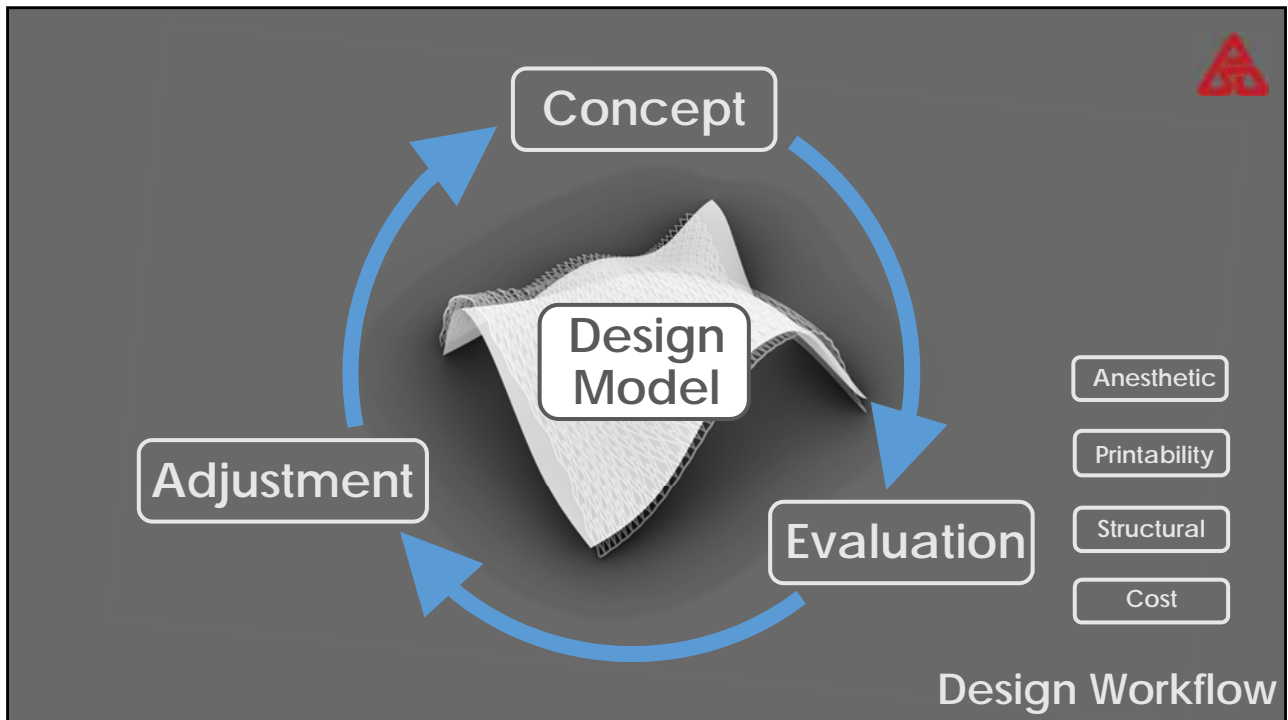 Concept
Design
Model
Adjustment
Evaluation
Anesthetic
Printability
Structural
Cost
Design Workflow